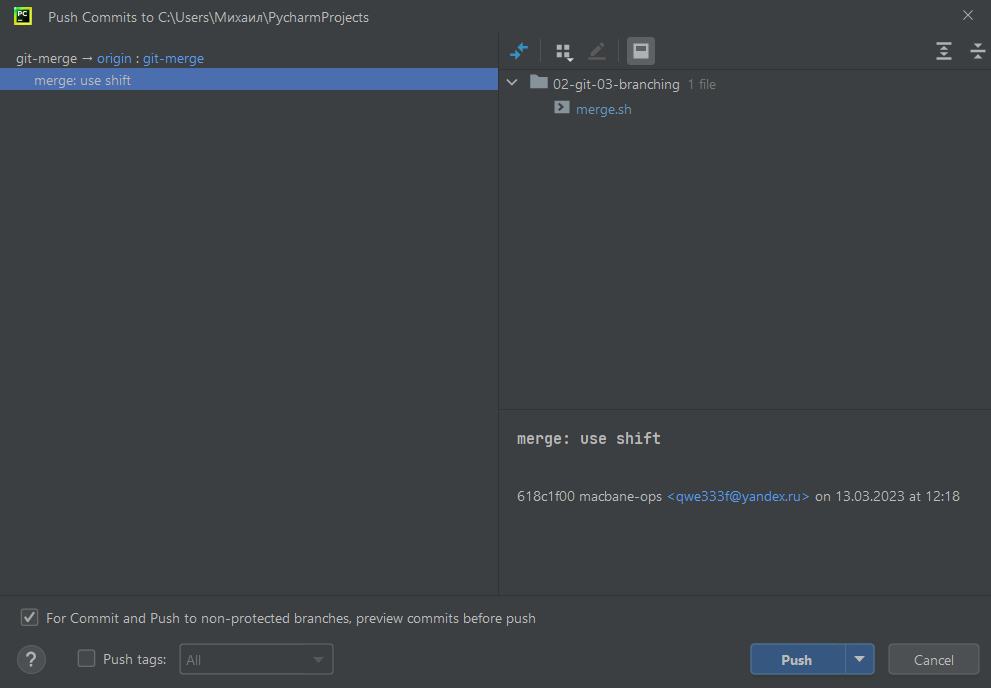 PC
Push Commits to C:\Users\Михаил\PycharmProjects
git-merge → origin : git-merge
merge: use shift
02-git-03-branching 1 file
merge.sh
merge: use shift
618c1f00 macbane-ops <qwe333f@yandex.ru> on 13.03.2023 at 12:18
For Commit and Push to non-protected branches, preview commits before push
? Push tags: All Push Cancel